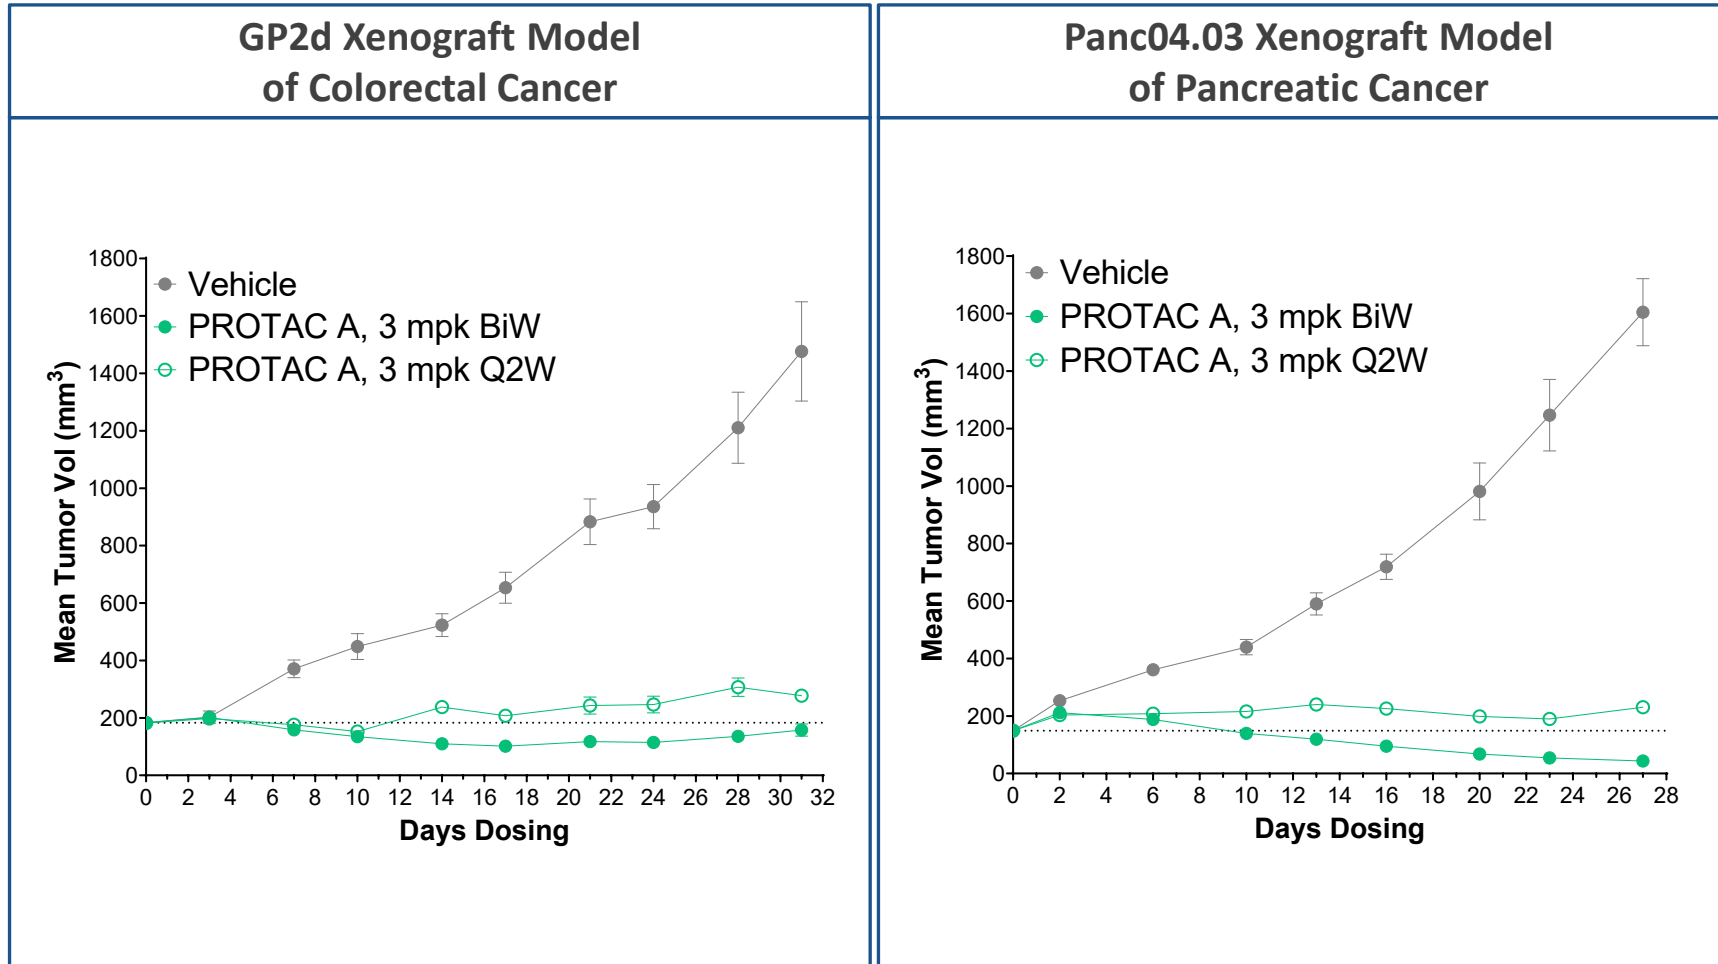 GP2d Xenograft Model
of Colorectal Cancer
Mean Tumor Vol (mm³)
1800
1600
1400
1200
1000
800
600
400
200
0
Vehicle
PROTAC A, 3 mpk BiW
PROTAC A, 3 mpk Q2W
0 2 4 6 8 10 12 14 16 18 20 22 24 26 28 30 32
Days Dosing
Panc04.03 Xenograft Model
of Pancreatic Cancer
Mean Tumor Vol (mm³)
1800
1600
1400
1200
1000
800
600
400
200
0
Vehicle
PROTAC A, 3 mpk BiW
PROTAC A, 3 mpk Q2W
0 2 4 6 8 10 12 14 16 18 20 22 24 26 28
Days Dosing